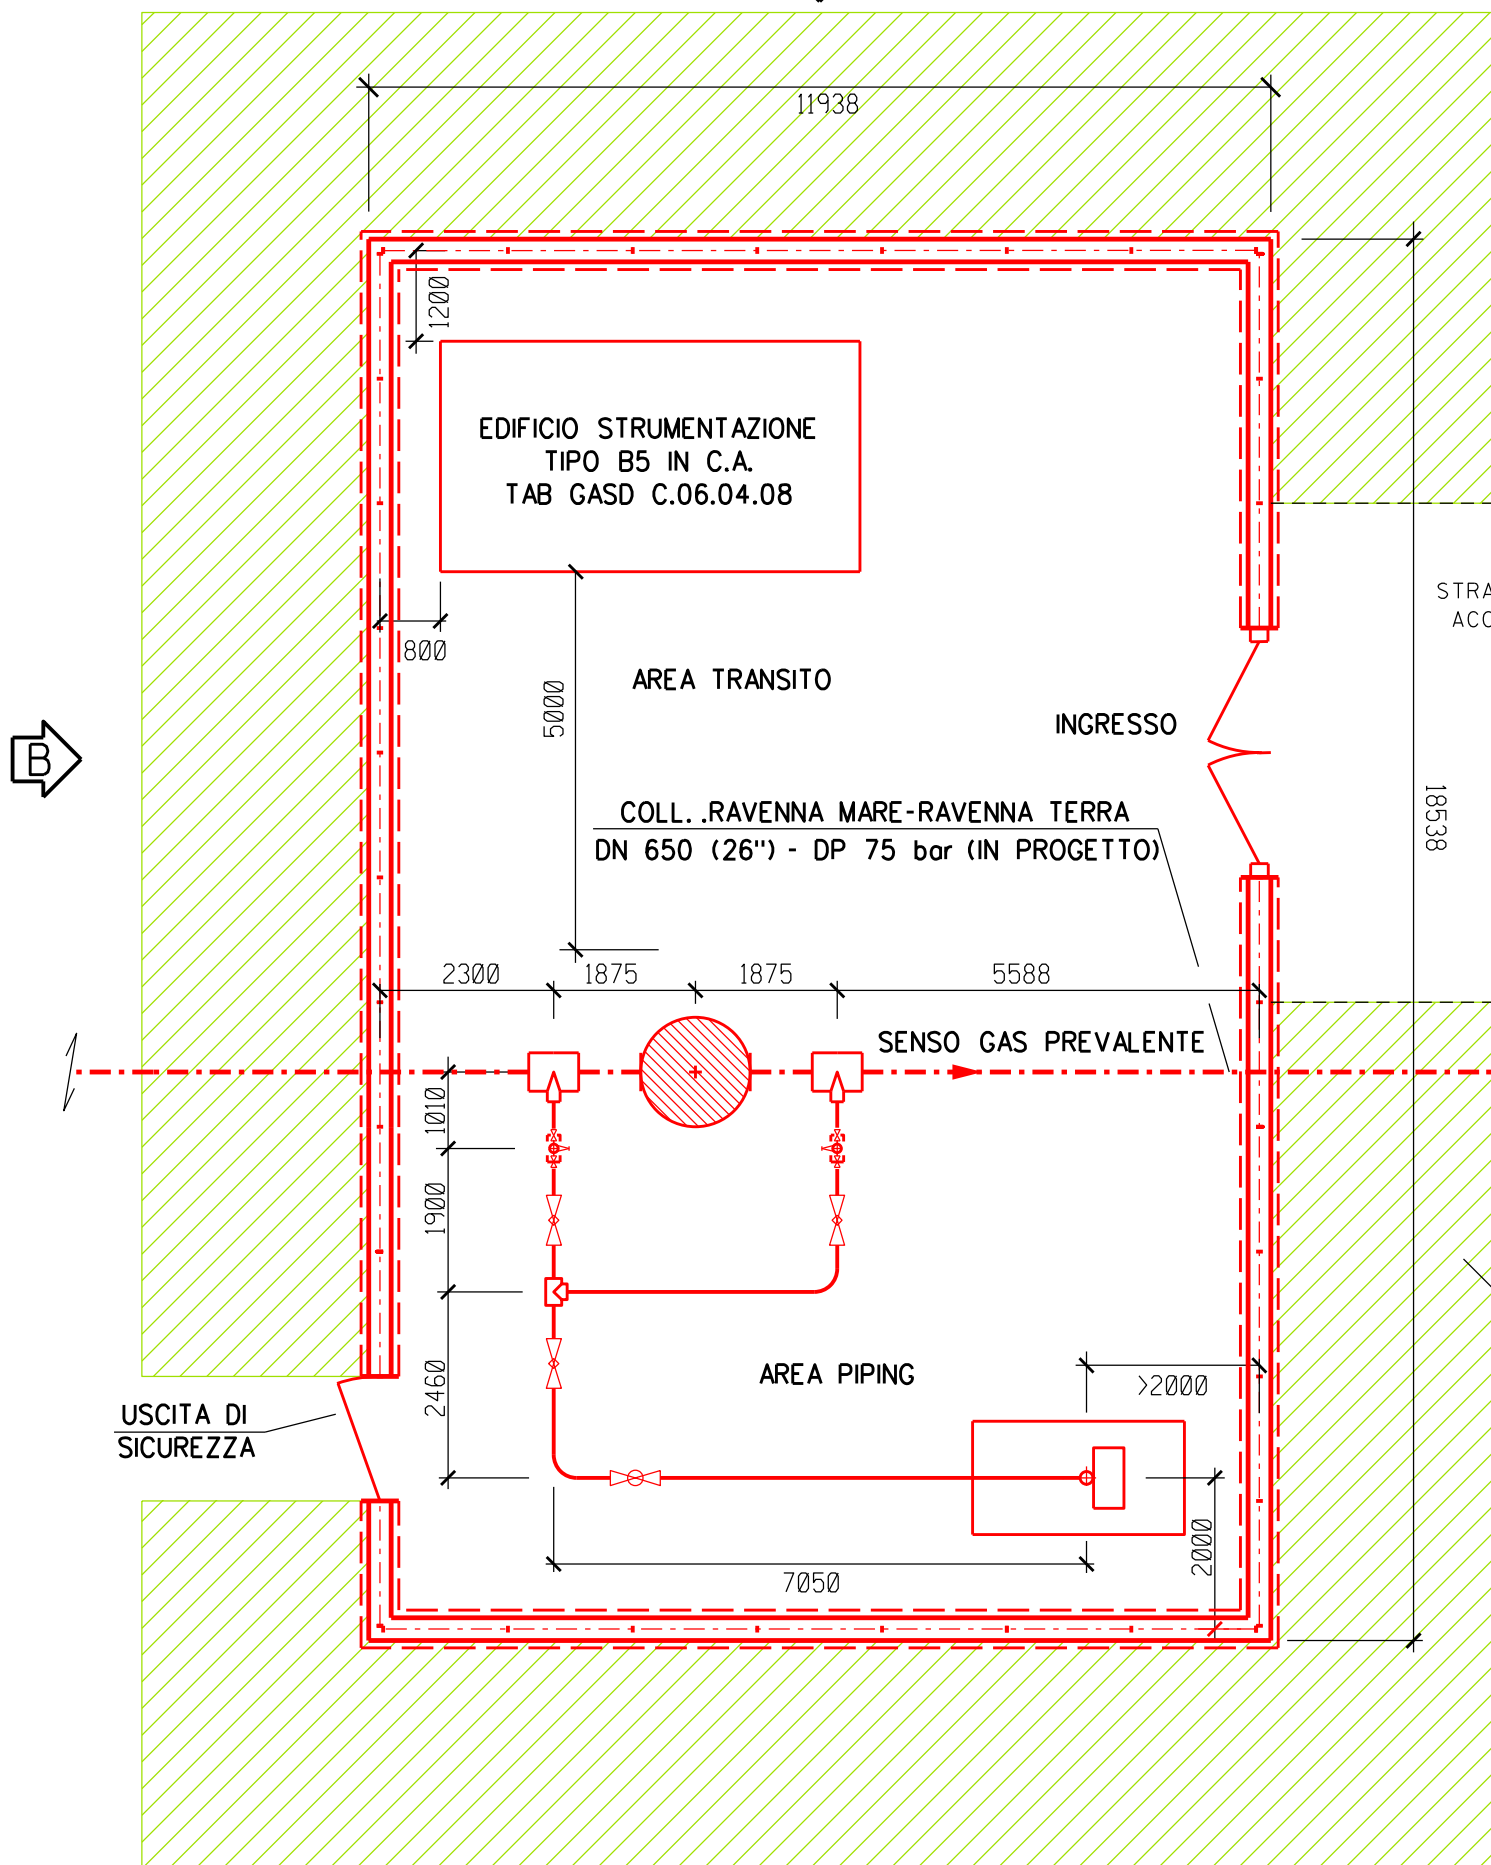 11938
1200
EDIFICIO STRUMENTAZIONE
TIPO B5 IN C.A.
TAB GASD C.06.04.08
STRA
ACC
800
5000
AREA TRANSITO
INGRESSO
B
COLL. .RAVENNA MARE-RAVENNA TERRA
DN 650 (26") - DP 75 bar (IN PROGETTO)
18538
2300
1875
1875
5588
SENSO GAS PREVALENTE
1010
1900
2460
AREA PIPING
>2000
USCITA DI
SICUREZZA
2000
7050